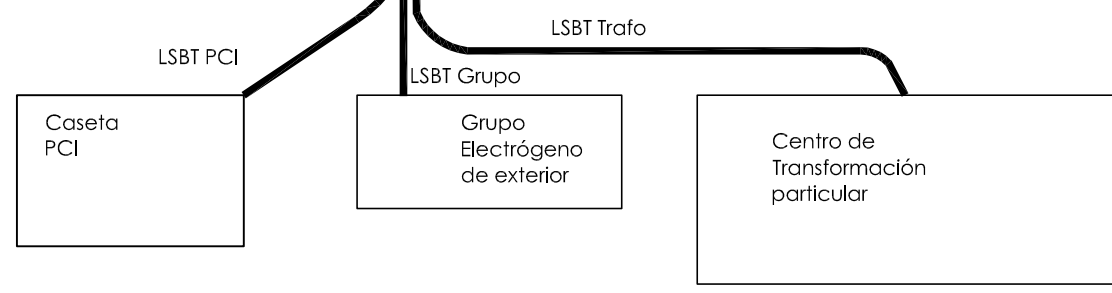 LSBT Trafo
LSBT PCI
LSBT Grupo
Caseta
PCI
Grupo
Electrógeno
de exterior
Centro de
Transformación
particular